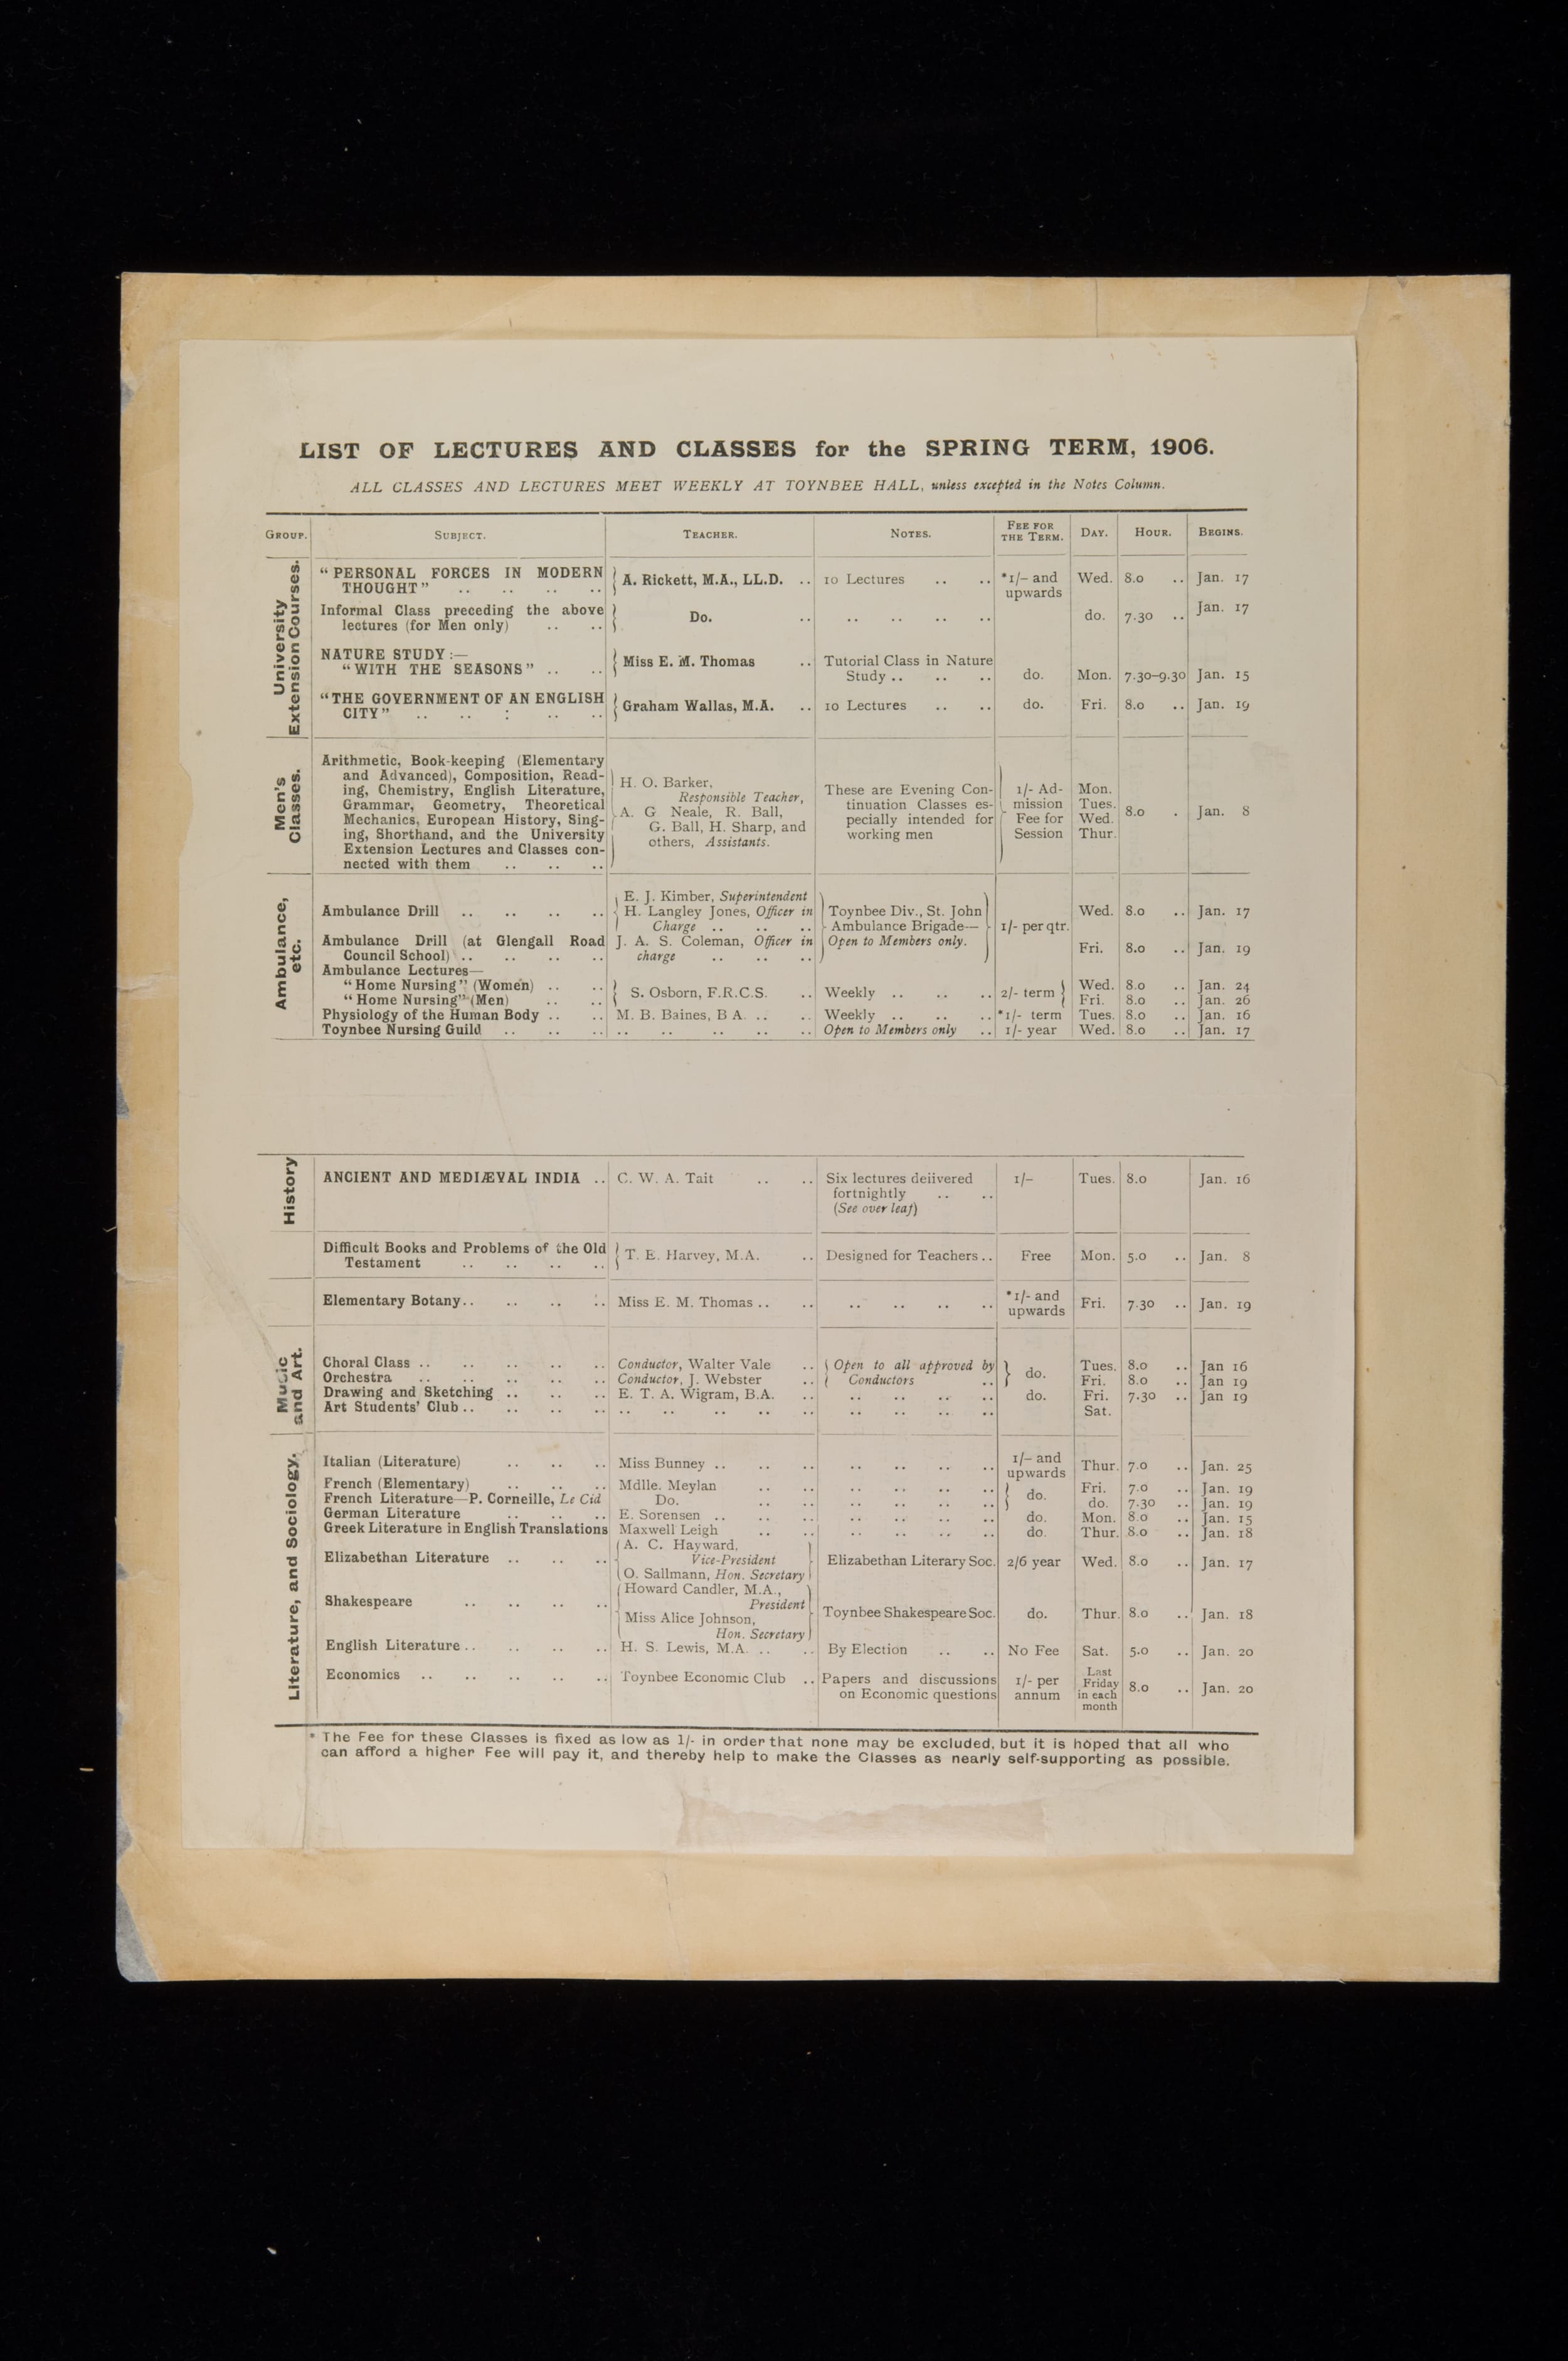 LIST OF LECTURES AND CLASSES for the SPRING TERM, 1906.
ALL CLASSES AND LECTURES MEET WEEKLY AT TOYNBEE HALL, unless excepted in the Notes Column.
GROUP. SUBJECT. TEACHER. NOTES. FEE FOR THE TERM. DAY. HOUR. BEGINS.
University Extension Courses.
"PERSONAL FORCES IN MODERN THOUGHT" .. .. .. .. A. Rickett, M.A., LL.D. .. 10 Lectures .. .. *1/- and upwards Wed. 8.0 .. Jan. 17
Informal Class preceding the above lectures (for Men only) .. .. Do. .. .. .. .. .. do. 7.30 .. Jan. 17
NATURE STUDY :— "WITH THE SEASONS" .. .. Miss E. M. Thomas .. Tutorial Class in Nature Study .. .. .. do. Mon. 7.30–9.30 Jan. 15
"THE GOVERNMENT OF AN ENGLISH CITY" .. .. : .. .. Graham Wallas, M.A. .. 10 Lectures .. .. do. Fri. 8.0 .. Jan. 19
Men's Classes.
Arithmetic, Book-keeping (Elementary
and Advanced), Composition, Read-
ing, Chemistry, English Literature,
Grammar, Geometry, Theoretical
Mechanics, European History, Sing-
ing, Shorthand, and the University
Extension Lectures and Classes con-
nected with them .. .. ..
H. O. Barker,
Responsible Teacher,
A. G Neale, R. Ball,
G. Ball, H. Sharp, and
others, Assistants.
These are Evening Con-
tinuation Classes es-
pecially intended for
working men
1/- Ad-
mission
Fee for
Session
Mon.
Tues.
Wed.
Thur.
8.0 .
Jan. 8
Ambulance, etc.
Ambulance Drill .. .. .. ..
E. J. Kimber, Superintendent
H. Langley Jones, Officer in
Charge .. .. ..
Toynbee Div., St. John
Ambulance Brigade—
Open to Members only.
1/- per qtr.
Wed. 8.0 .. Jan. 17
Ambulance Drill (at Glengall Road
Council School) .. .. .. ..
J. A. S. Coleman, Officer in
charge .. .. ..
Fri. 8.0 .. Jan. 19
Ambulance Lectures—
"Home Nursing" (Women) .. .. S. Osborn, F.R.C.S. .. Weekly .. .. .. 2/- term Wed. 8.0 .. Jan. 24
"Home Nursing" (Men) .. .. Fri. 8.0 .. Jan. 26
Physiology of the Human Body .. .. M. B. Baines, B A. .. .. Weekly .. .. .. *1/- term Tues. 8.0 .. Jan. 16
Toynbee Nursing Guild .. .. .. .. .. .. .. .. Open to Members only .. 1/- year Wed. 8.0 .. Jan. 17
History
ANCIENT AND MEDIÆVAL INDIA .. C. W. A. Tait .. .. Six lectures deiivered fortnightly .. .. (See over leaf) 1/- Tues. 8.0 Jan. 16
Difficult Books and Problems of the Old Testament .. .. .. .. T. E. Harvey, M.A. .. Designed for Teachers .. Free Mon. 5.0 .. Jan. 8
Elementary Botany .. .. .. .. Miss E. M. Thomas .. .. .. .. .. .. *1/- and upwards Fri. 7.30 .. Jan. 19
Music and Art.
Choral Class .. .. .. .. .. Conductor, Walter Vale .. Open to all approved by Conductors .. do. Tues. 8.0 .. Jan 16
Orchestra .. .. .. .. .. Conductor, J. Webster .. Fri. 8.0 .. Jan 19
Drawing and Sketching .. .. .. E. T. A. Wigram, B.A. .. .. .. .. .. do. Fri. 7.30 .. Jan 19
Art Students' Club .. .. .. .. .. .. .. .. .. .. .. .. .. Sat.
Literature, and Sociology.
Italian (Literature) .. .. .. Miss Bunney .. .. .. .. .. .. .. 1/- and upwards Thur. 7.0 .. Jan. 25
French (Elementary) .. .. .. Mdlle. Meylan .. .. .. .. .. .. do. Fri. 7.0 .. Jan. 19
French Literature—P. Corneille, Le Cid Do. .. .. .. .. .. .. do. 7.30 .. Jan. 19
German Literature .. .. .. E. Sorensen .. .. .. .. .. .. .. do. Mon. 8.0 .. Jan. 15
Greek Literature in English Translations Maxwell Leigh .. .. .. .. .. .. do. Thur. 8.0 .. Jan. 18
Elizabethan Literature .. .. ..
A. C. Hayward,
Vice-President
O. Sallmann, Hon. Secretary
Elizabethan Literary Soc. 2/6 year Wed. 8.0 .. Jan. 17
Shakespeare .. .. .. ..
Howard Candler, M.A.,
President
Miss Alice Johnson,
Hon. Secretary
Toynbee Shakespeare Soc. do. Thur. 8.0 .. Jan. 18
English Literature .. .. .. .. H. S. Lewis, M.A. .. .. By Election .. .. No Fee Sat. 5.0 .. Jan. 20
Economics .. .. .. .. .. Toynbee Economic Club .. Papers and discussions on Economic questions 1/- per annum Last Friday in each month 8.0 .. Jan. 20
* The Fee for these Classes is fixed as low as 1/- in order that none may be excluded, but it is hoped that all who
can afford a higher Fee will pay it, and thereby help to make the Classes as nearly self-supporting as possible.